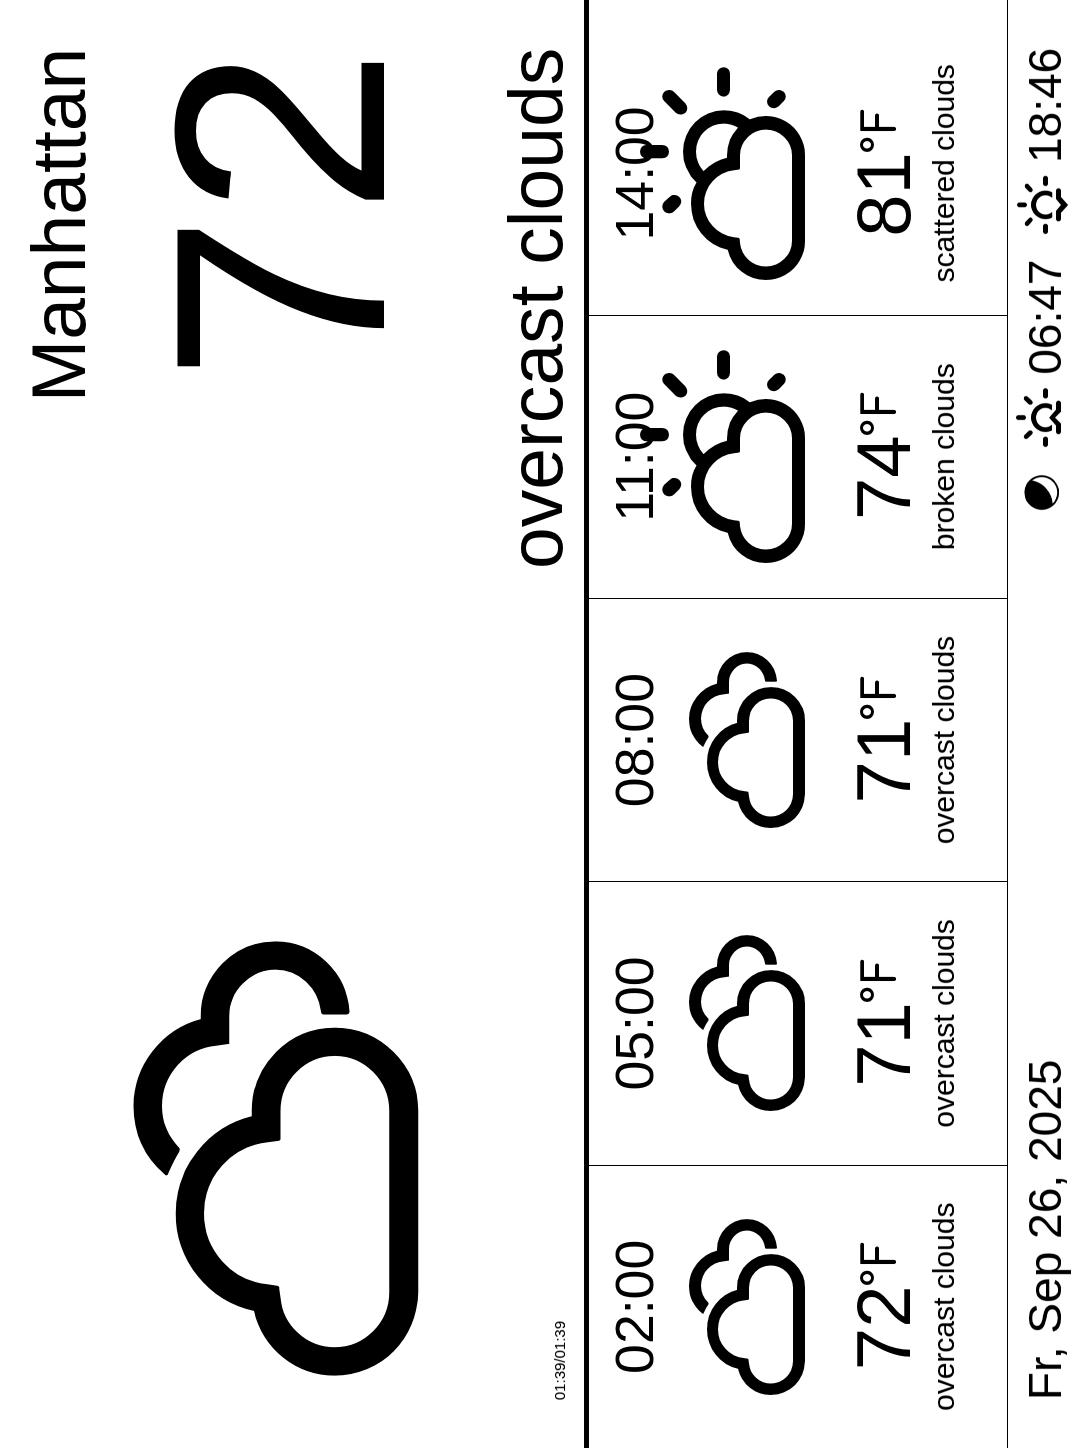 Manhattan
72
overcast clouds
01:39/01:39
02:00
72°F
overcast clouds
05:00
71°F
overcast clouds
08:00
71°F
overcast clouds
11:00
74°F
broken clouds
14:00
81°F
scattered clouds
Fr, Sep 26, 2025
06:47
18:46